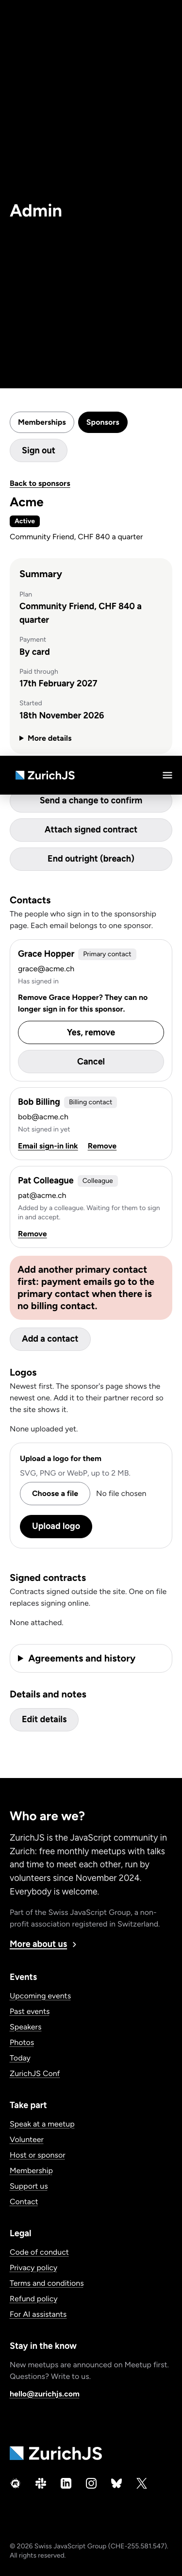 Admin
Memberships
Sponsors
Sign out
Back to sponsors
Acme
Active
Community Friend, CHF 840 a quarter
Summary
Plan
Community Friend, CHF 840 a
quarter
Payment
By card
Paid through
17th February 2027
Started
18th November 2026
More details
ZurichJS
Send a change to confirm
Attach signed contract
End outright (breach)
Contacts
The people who sign in to the sponsorship
page. Each email belongs to one sponsor.
Grace Hopper
Primary contact
grace@acme.ch
Has signed in
Remove Grace Hopper? They can no
longer sign in for this sponsor.
Yes, remove
Cancel
Bob Billing
Billing contact
bob@acme.ch
Not signed in yet
Email sign-in link
Remove
Pat Colleague
Colleague
pat@acme.ch
Added by a colleague. Waiting for them to sign
in and accept.
Remove
Add another primary contact
first: payment emails go to the
primary contact when there is
no billing contact.
Add a contact
Logos
Newest first. The sponsor's page shows the
newest one. Add it to their partner record so
the site shows it.
None uploaded yet.
Upload a logo for them
SVG, PNG or WebP, up to 2 MB.
Choose a file
No file chosen
Upload logo
Signed contracts
Contracts signed outside the site. One on file
replaces signing online.
None attached.
Agreements and history
Details and notes
Edit details
Who are we?
ZurichJS is the JavaScript community in
Zurich: free monthly meetups with talks
and time to meet each other, run by
volunteers since November 2024.
Everybody is welcome.
Part of the Swiss JavaScript Group, a non-
profit association registered in Switzerland.
More about us
Events
Upcoming events
Past events
Speakers
Photos
Today
ZurichJS Conf
Take part
Speak at a meetup
Volunteer
Host or sponsor
Membership
Support us
Contact
Legal
Code of conduct
Privacy policy
Terms and conditions
Refund policy
For AI assistants
Stay in the know
New meetups are announced on Meetup first.
Questions? Write to us.
hello@zurichjs.com
ZurichJS
© 2026 Swiss JavaScript Group (CHE-255.581.547).
All rights reserved.